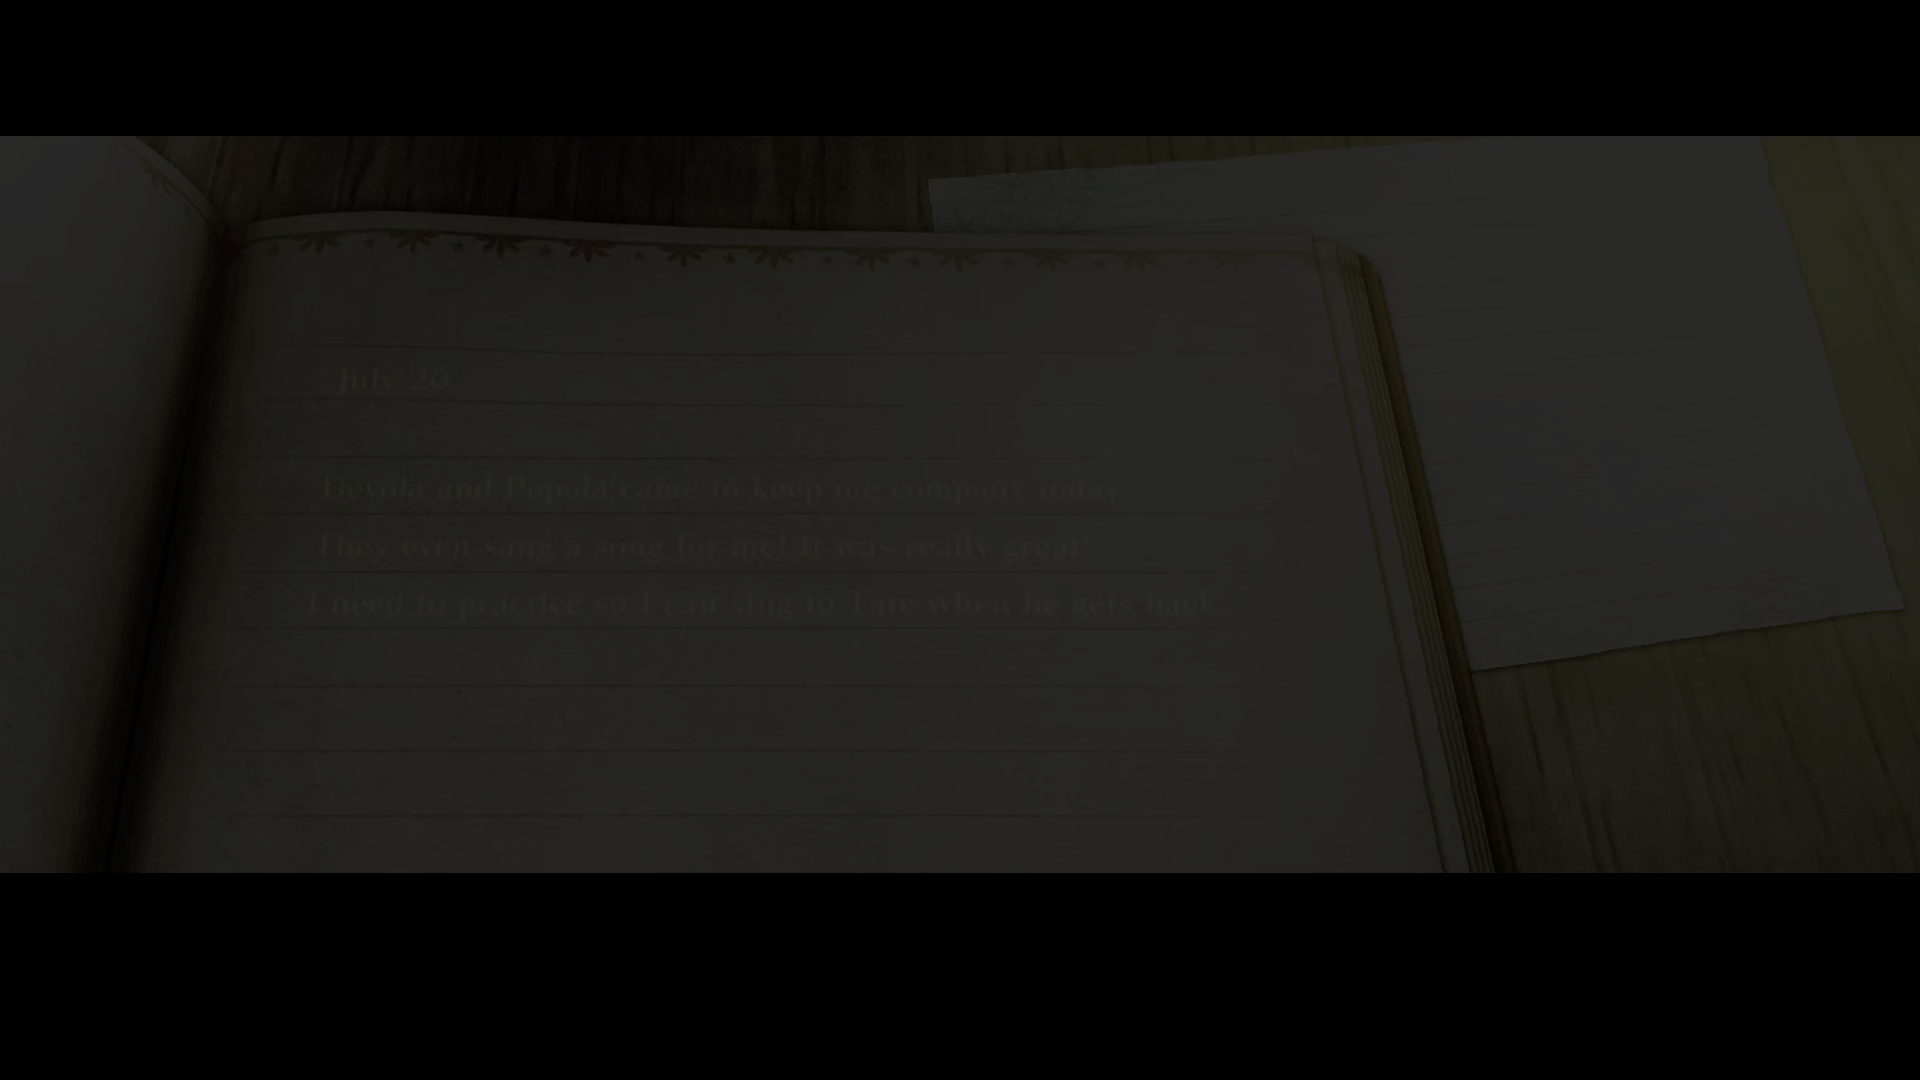 July 20
Devola and Popola came to keep me company today.
They even sang a song for me! It was really great!
I need to practice so I can sing to Tate when he gets back.